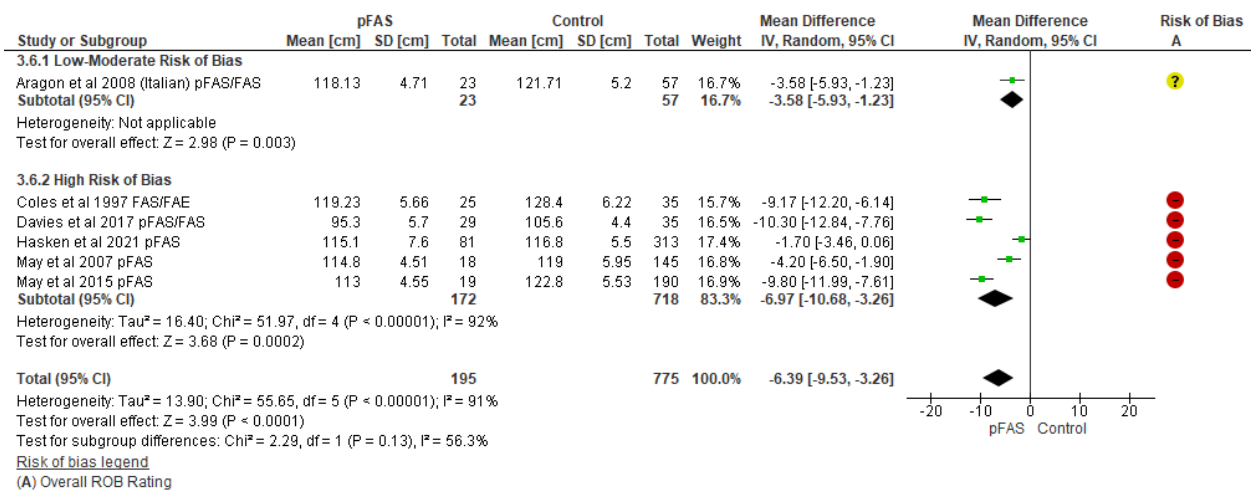 pFAS Control Mean Difference Mean Difference Risk of Bias
Study or Subgroup Mean [cm] SD [cm] Total Mean [cm] SD [cm] Total Weight IV, Random, 95% CI IV, Random, 95% CI A
3.6.1 Low-Moderate Risk of Bias
Aragon et al 2008 (Italian) pFAS/FAS 118.13 4.71 23 121.71 5.2 57 16.7% -3.58 [-5.93, -1.23] ?
Subtotal (95% CI) 23 57 16.7% -3.58 [-5.93, -1.23]
Heterogeneity: Not applicable
Test for overall effect: Z = 2.98 (P = 0.003)
3.6.2 High Risk of Bias
Coles et al 1997 FAS/FAE 119.23 5.66 25 128.4 6.22 35 15.7% -9.17 [-12.20, -6.14] -
Davies et al 2017 pFAS/FAS 95.3 5.7 29 105.6 4.4 35 16.5% -10.30 [-12.84, -7.76] -
Hasken et al 2021 pFAS 115.1 7.6 81 116.8 5.5 313 17.4% -1.70 [-3.46, 0.06] -
May et al 2007 pFAS 114.8 4.51 18 119 5.95 145 16.8% -4.20 [-6.50, -1.90] -
May et al 2015 pFAS 113 4.55 19 122.8 5.53 190 16.9% -9.80 [-11.99, -7.61] -
Subtotal (95% CI) 172 718 83.3% -6.97 [-10.68, -3.26]
Heterogeneity: Tau² = 16.40; Chi² = 51.97, df = 4 (P < 0.00001); I² = 92%
Test for overall effect: Z = 3.68 (P = 0.0002)
Total (95% CI) 195 775 100.0% -6.39 [-9.53, -3.26]
Heterogeneity: Tau² = 13.90; Chi² = 55.65, df = 5 (P < 0.00001); I² = 91%
Test for overall effect: Z = 3.99 (P < 0.0001)
Test for subgroup differences: Chi² = 2.29, df = 1 (P = 0.13), I² = 56.3%
-20 -10 0 10 20
pFAS Control
Risk of bias legend
(A) Overall ROB Rating